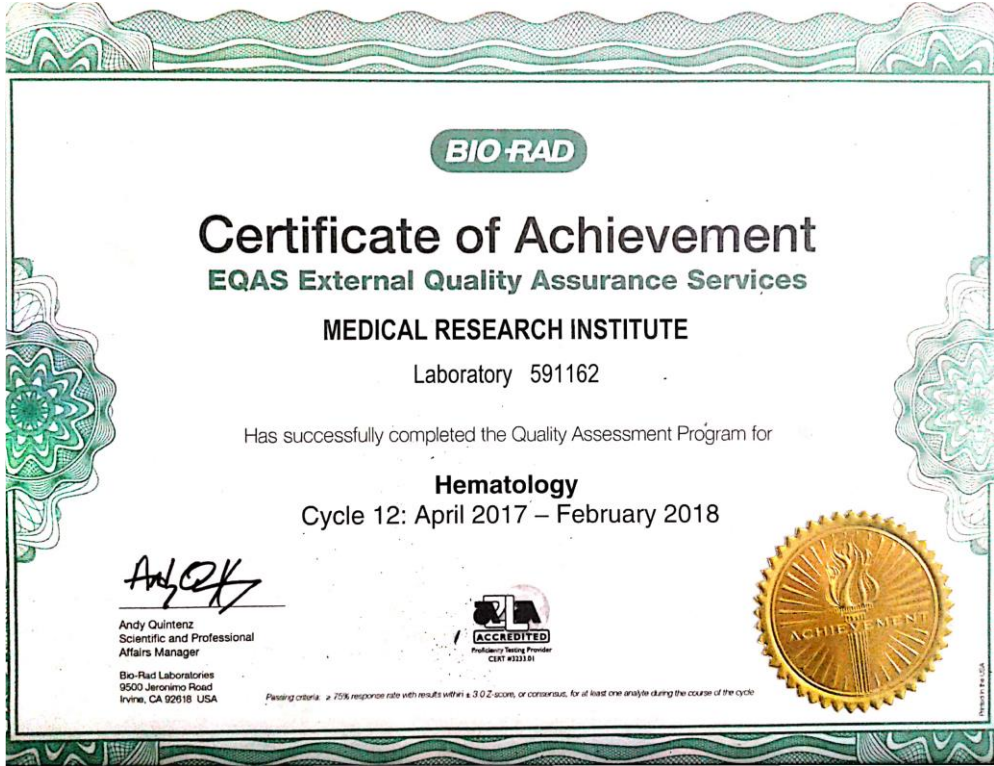 BIO-RAD
Certificate of Achievement
EQAS External Quality Assurance Services
MEDICAL RESEARCH INSTITUTE
Laboratory 591162
Has successfully completed the Quality Assessment Program for
Hematology
Cycle 12: April 2017 – February 2018
Andy Quintenz
Scientific and Professional
Affairs Manager
Bio-Rad Laboratories
9500 Jeronimo Road
Irvine, CA 92618 USA
A2LA
ACCREDITED
Proficiency Testing Provider
CERT #3233.01
Passing criteria: ≥ 75% response rate with results within ± 3.0 Z-score, or consensus, for at least one analyte during the course of the cycle
ACHIEVEMENT
Printed in the USA